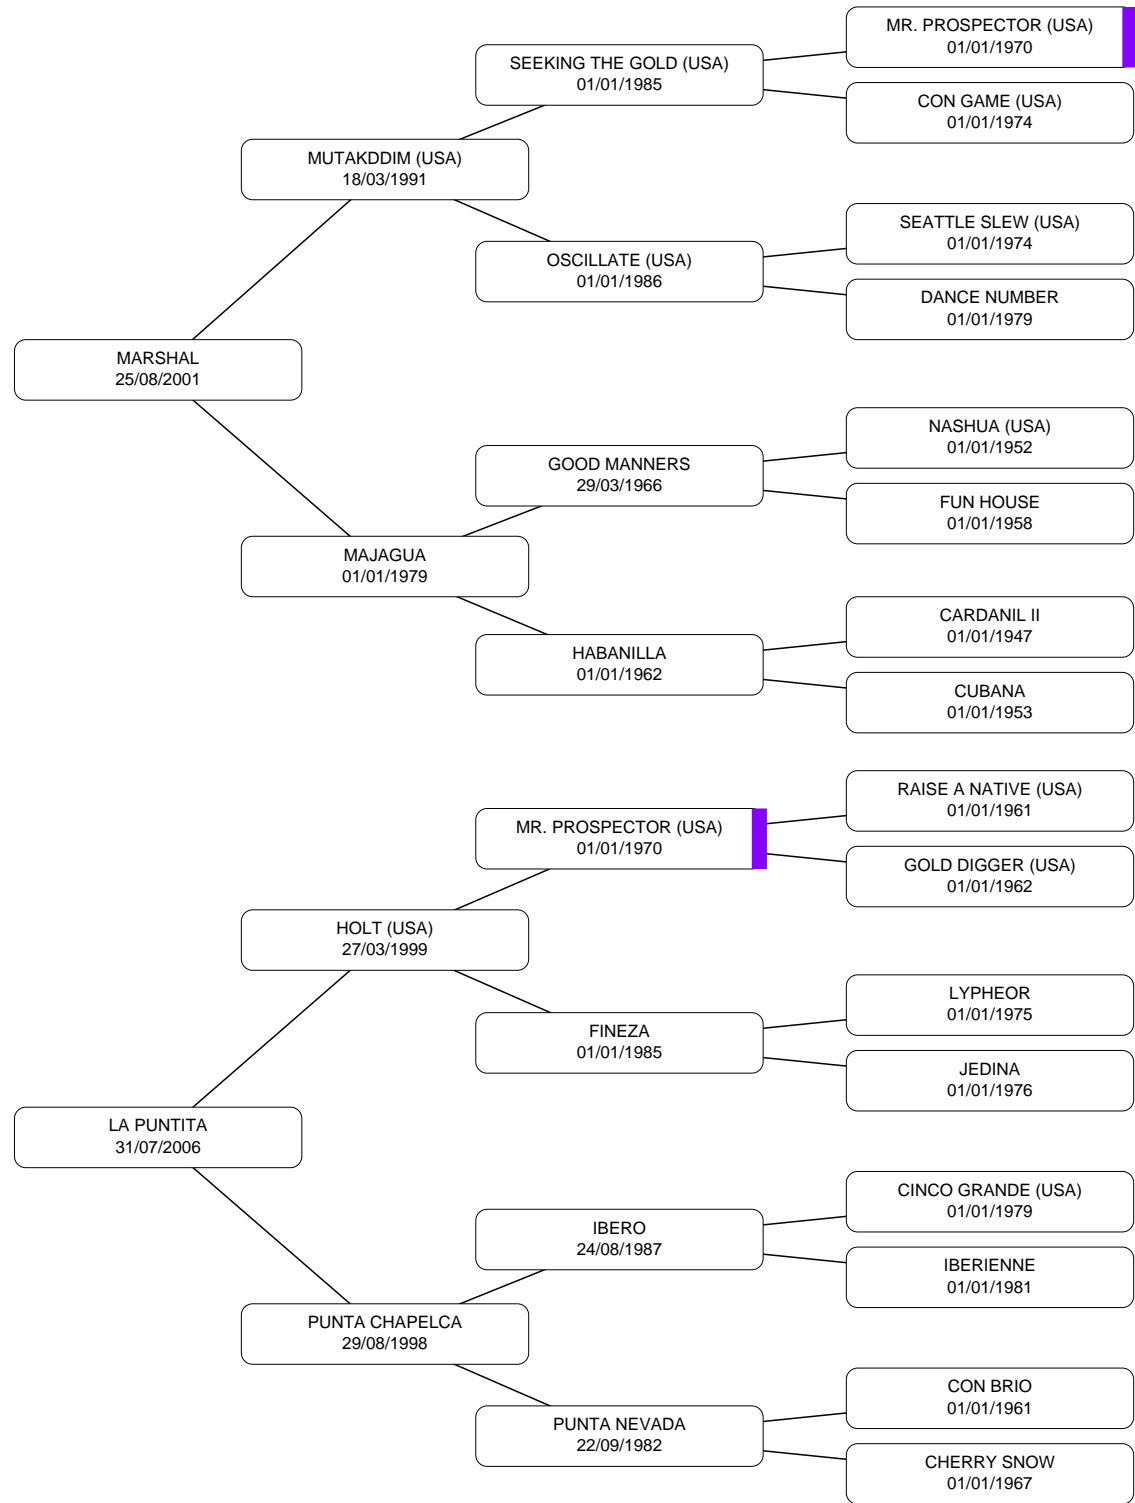 MR. PROSPECTOR (USA)
01/01/1970
SEEKING THE GOLD (USA)
01/01/1985
CON GAME (USA)
01/01/1974
MUTAKDDIM (USA)
18/03/1991
SEATTLE SLEW (USA)
01/01/1974
OSCILLATE (USA)
01/01/1986
DANCE NUMBER
01/01/1979
MARSHAL
25/08/2001
NASHUA (USA)
01/01/1952
GOOD MANNERS
29/03/1966
FUN HOUSE
01/01/1958
MAJAGUA
01/01/1979
CARDANIL II
01/01/1947
HABANILLA
01/01/1962
CUBANA
01/01/1953
RAISE A NATIVE (USA)
01/01/1961
MR. PROSPECTOR (USA)
01/01/1970
GOLD DIGGER (USA)
01/01/1962
HOLT (USA)
27/03/1999
LYPHEOR
01/01/1975
FINEZA
01/01/1985
JEDINA
01/01/1976
LA PUNTITA
31/07/2006
CINCO GRANDE (USA)
01/01/1979
IBERO
24/08/1987
IBERIENNE
01/01/1981
PUNTA CHAPELCA
29/08/1998
CON BRIO
01/01/1961
PUNTA NEVADA
22/09/1982
CHERRY SNOW
01/01/1967